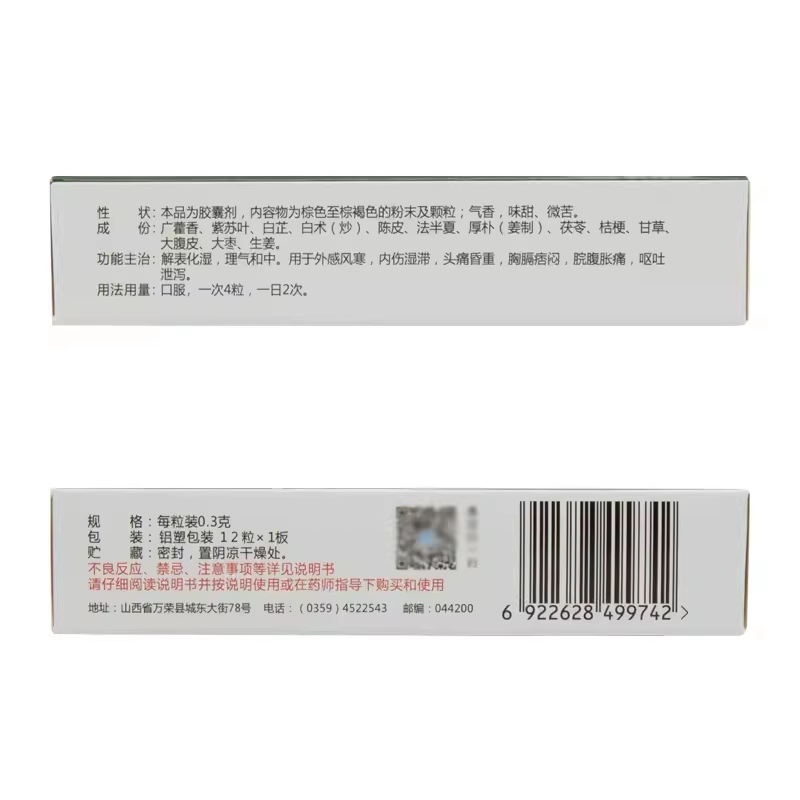 性　　状：本品为胶囊剂，内容物为棕色至棕褐色的粉末及颗粒；气香，味甜、微苦。
成　　份：广藿香、紫苏叶、白芷、白术（炒）、陈皮、法半夏、厚朴（姜制）、茯苓、桔梗、甘草、
大腹皮、大枣、生姜。
功能主治：解表化湿，理气和中。用于外感风寒，内伤湿滞，头痛昏重，胸膈痞闷，脘腹胀痛，呕吐
泄泻。
用法用量：口服，一次4粒，一日2次。
规　　格：每粒装0.3克
包　　装：铝塑包装 12粒×1板
贮　　藏：密封，置阴凉干燥处。
不良反应、禁忌、注意事项等详见说明书
请仔细阅读说明书并按说明使用或在药师指导下购买和使用
地址：山西省万荣县城东大街78号　电话：（0359）4522543　邮编：044200
6 922628 499742 >